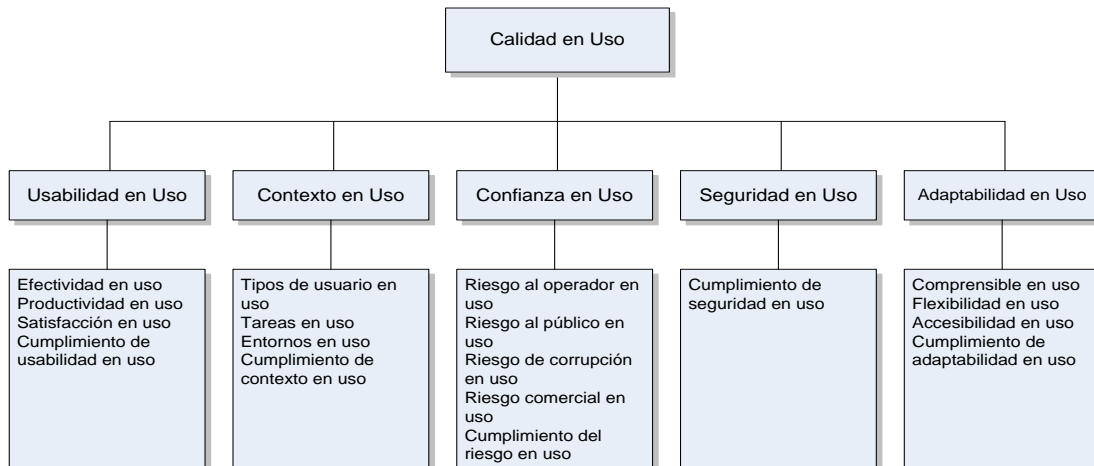 Calidad en Uso
Usabilidad en Uso
Contexto en Uso
Confianza en Uso
Seguridad en Uso
Adaptabilidad en Uso
Efectividad en uso
Productividad en uso
Satisfacción en uso
Cumplimiento de
usabilidad en uso
Tipos de usuario en
uso
Tareas en uso
Entornos en uso
Cumplimiento de
contexto en uso
Riesgo al operador en
uso
Riesgo al público en
uso
Riesgo de corrupción
en uso
Riesgo comercial en
uso
Cumplimiento del
riesgo en uso
Cumplimiento de
seguridad en uso
Comprensible en uso
Flexibilidad en uso
Accesibilidad en uso
Cumplimiento de
adaptabilidad en uso